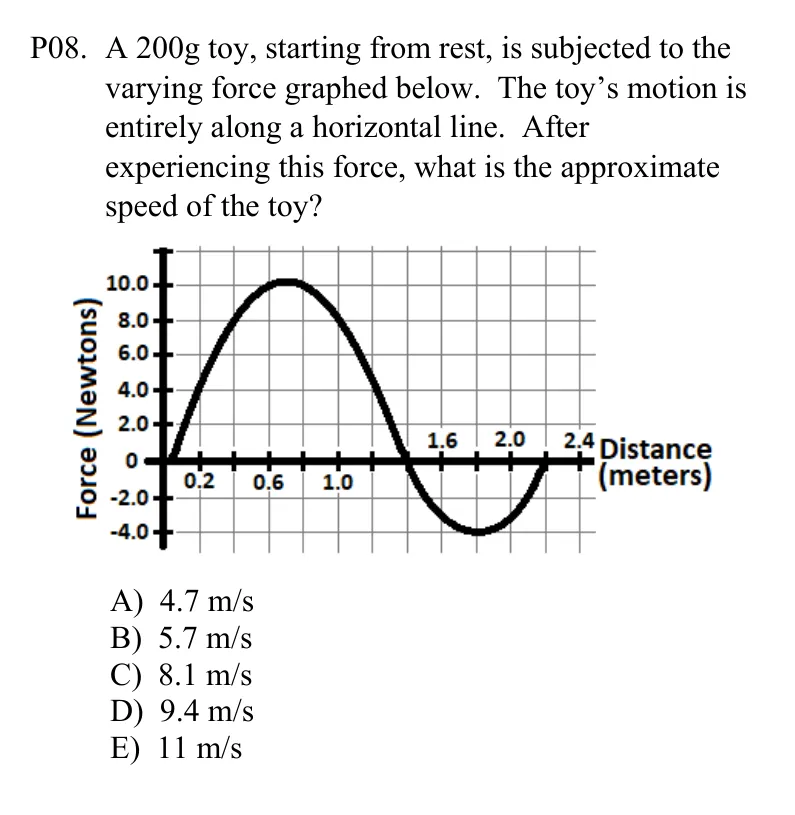 P08. A 200g toy, starting from rest, is subjected to the
varying force graphed below. The toy’s motion is
entirely along a horizontal line. After
experiencing this force, what is the approximate
speed of the toy?
10.0
8.0
6.0
4.0
2.0
0
-2.0
-4.0
Force (Newtons)
0.2 0.6 1.0 1.6 2.0 2.4
Distance
(meters)
A) 4.7 m/s
B) 5.7 m/s
C) 8.1 m/s
D) 9.4 m/s
E) 11 m/s